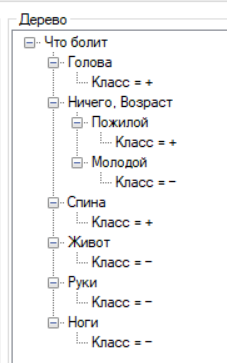 Дерево
Что болит
Голова
Класс = +
Ничего, Возраст
Пожилой
Класс = +
Молодой
Класс = −
Спина
Класс = +
Живот
Класс = −
Руки
Класс = −
Ноги
Класс = −